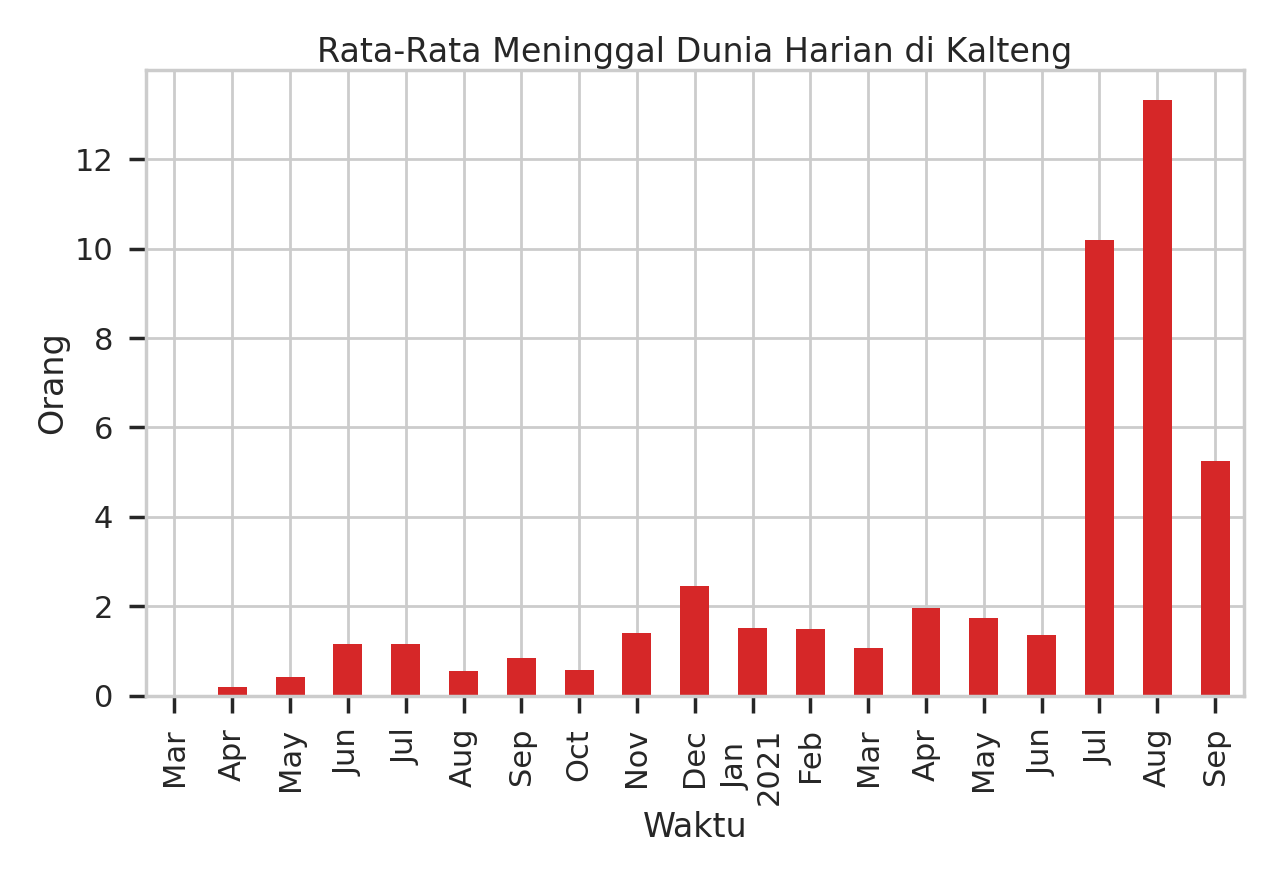 Rata-Rata Meninggal Dunia Harian di Kalteng
12
10
8
6
4
2
0
Orang
Mar
Apr
May
Jun
Jul
Aug
Sep
Oct
Nov
Dec
Jan
2021
Feb
Mar
Apr
May
Jun
Jul
Aug
Sep
Waktu